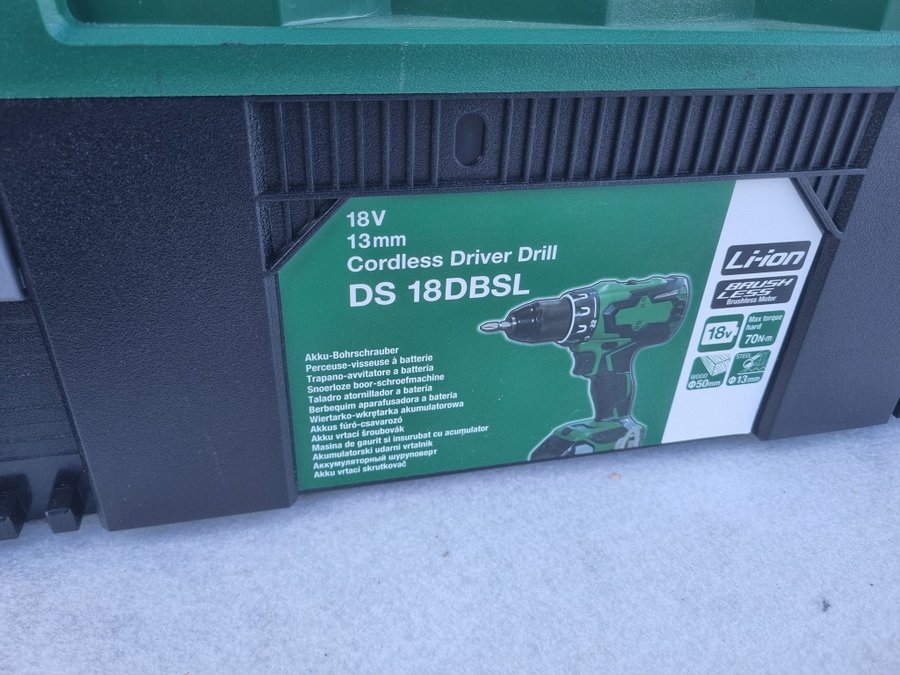 18V
13mm
Cordless Driver Drill
DS 18DBSL
Akku-Bohrschrauber
Perceuse-visseuse à batterie
Trapano-avvitatore a batteria
Snoerloze boor-schroefmachine
Taladro atornillador a batería
Berbequim aparafusadora a bateria
Wiertarko-wkrętarka akumulatorowa
Akkus fúró-csavarozó
Aku vrtací šroubovák
Masina de gaurit si insurubat cu acumulator
Akumulatorski udarni vrtalnik
Аккумуляторный шуруповерт
Aku vrtací skrutkovač
Li-ion
BRUSH
LESS
Brushless Motor
18v
Max torque
hard
70N·m
WOOD
Φ50mm
STEEL
Φ13mm